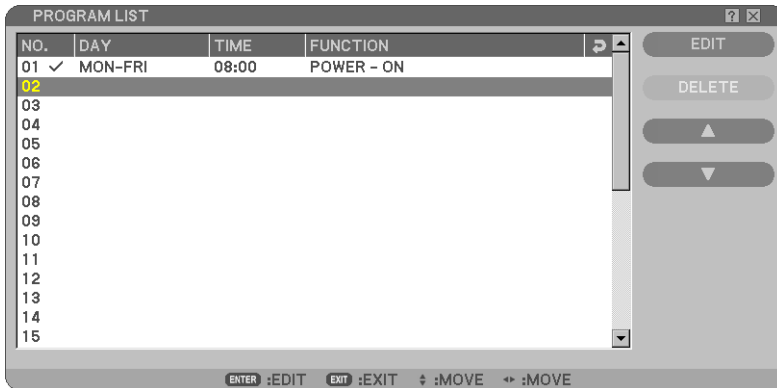 PROGRAM LIST
NO. DAY TIME FUNCTION
01 ✓ MON-FRI 08:00 POWER - ON
02
03
04
05
06
07
08
09
10
11
12
13
14
15
EDIT
DELETE
ENTER :EDIT EXIT :EXIT :MOVE :MOVE